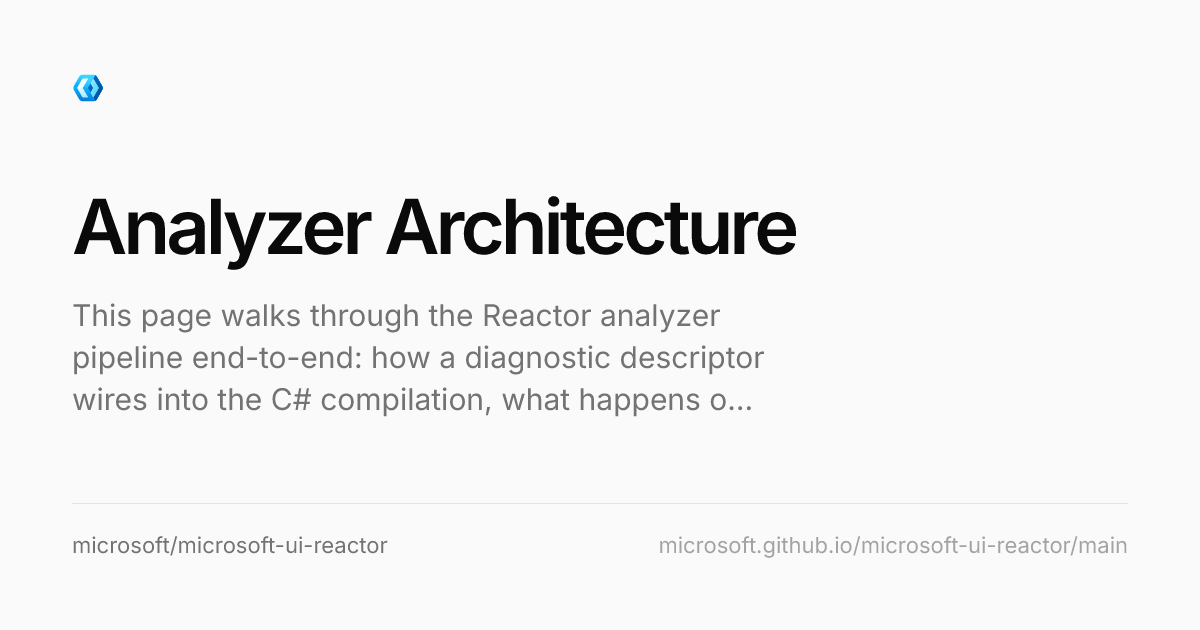 Analyzer Architecture
This page walks through the Reactor analyzer
pipeline end-to-end: how a diagnostic descriptor
wires into the C# compilation, what happens o...
microsoft/microsoft-ui-reactor
microsoft.github.io/microsoft-ui-reactor/main